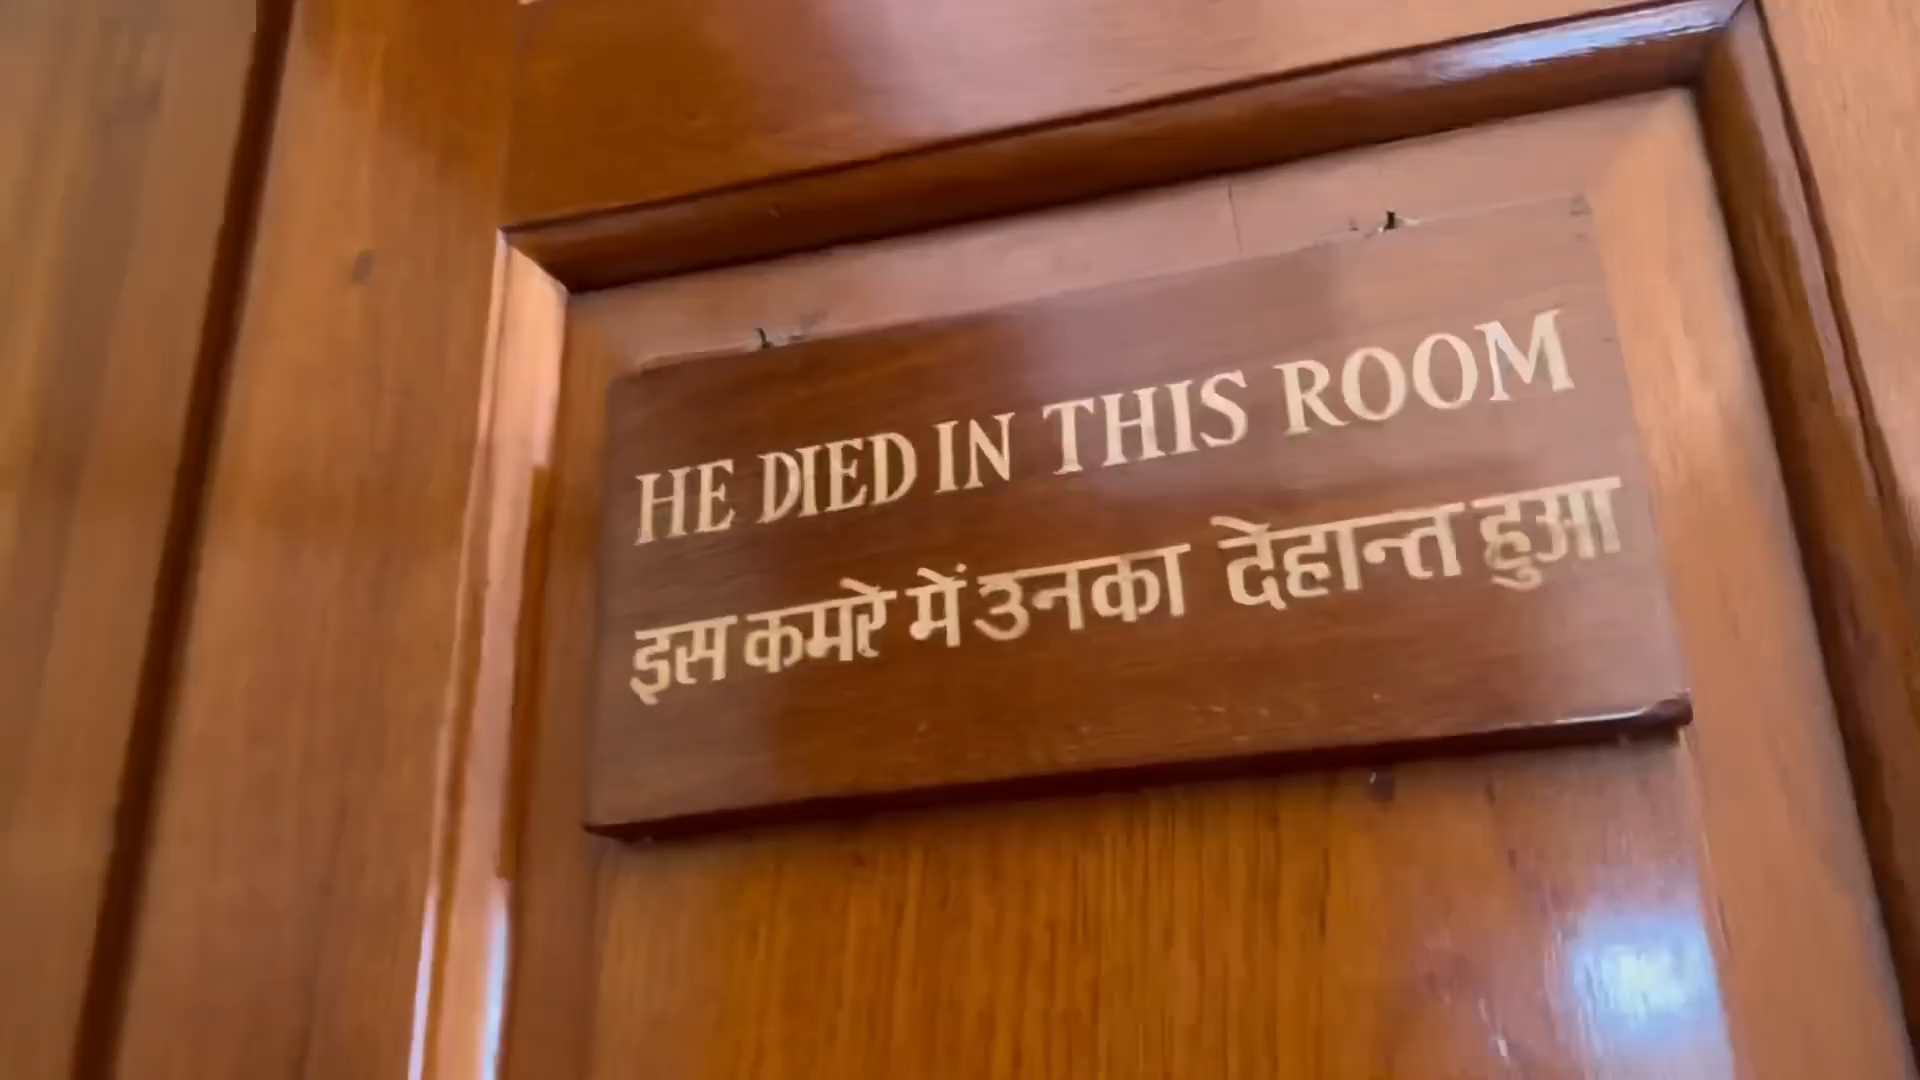 HE DIED IN THIS ROOM
इस कमरे में उनका देहान्त हुआ